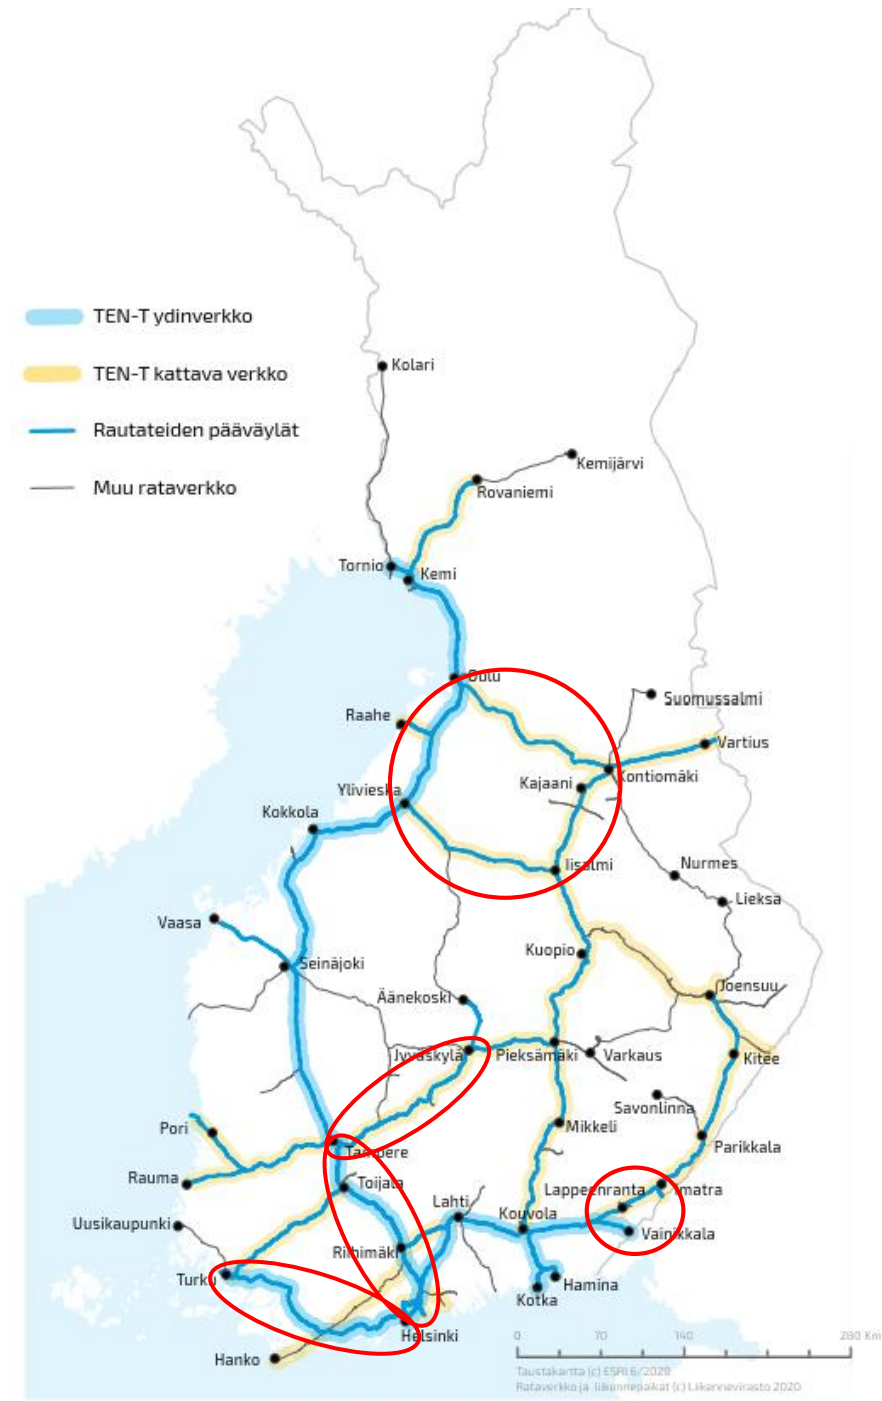 TEN-T ydinverkko
TEN-T kattava verkko
Rautateiden pääväylät
Muu rataverkko
Kolari
Kemijärvi
Rovaniemi
Tornio
Kemi
Oulu
Suomussalmi
Raahe
Vartius
Kontiomäki
Kajaani
Ylivieska
Kokkola
Iisalmi
Nurmes
Lieksa
Vaasa
Kuopio
Seinäjoki
Joensuu
Äänekoski
Jyväskylä
Pieksämäki
Varkaus
Kitee
Savonlinna
Pori
Mikkeli
Tampere
Parikkala
Rauma
Toijala
Lappeenranta
Imatra
Lahti
Kouvola
Uusikaupunki
Vainikkala
Riihimäki
Turku
Hamina
Kotka
Helsinki
Hanko
0 70 140 280 Km
Taustakartta (c) ESRI 6/2020
Rataverkko ja liikennepaikat (c) Liikennevirasto 2020